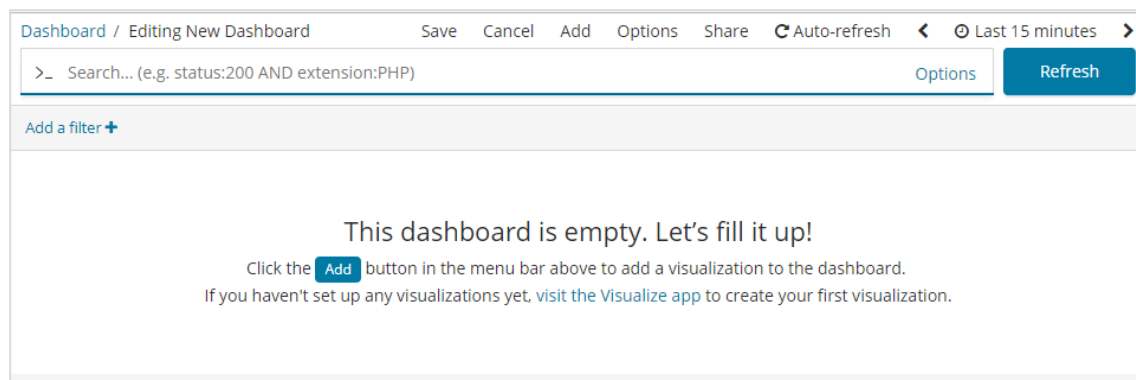 Dashboard / Editing New Dashboard Save Cancel Add Options Share Auto-refresh Last 15 minutes
>_ Search... (e.g. status:200 AND extension:PHP) Options Refresh
Add a filter +
This dashboard is empty. Let’s fill it up!
Click the Add button in the menu bar above to add a visualization to the dashboard.
If you haven't set up any visualizations yet, visit the Visualize app to create your first visualization.